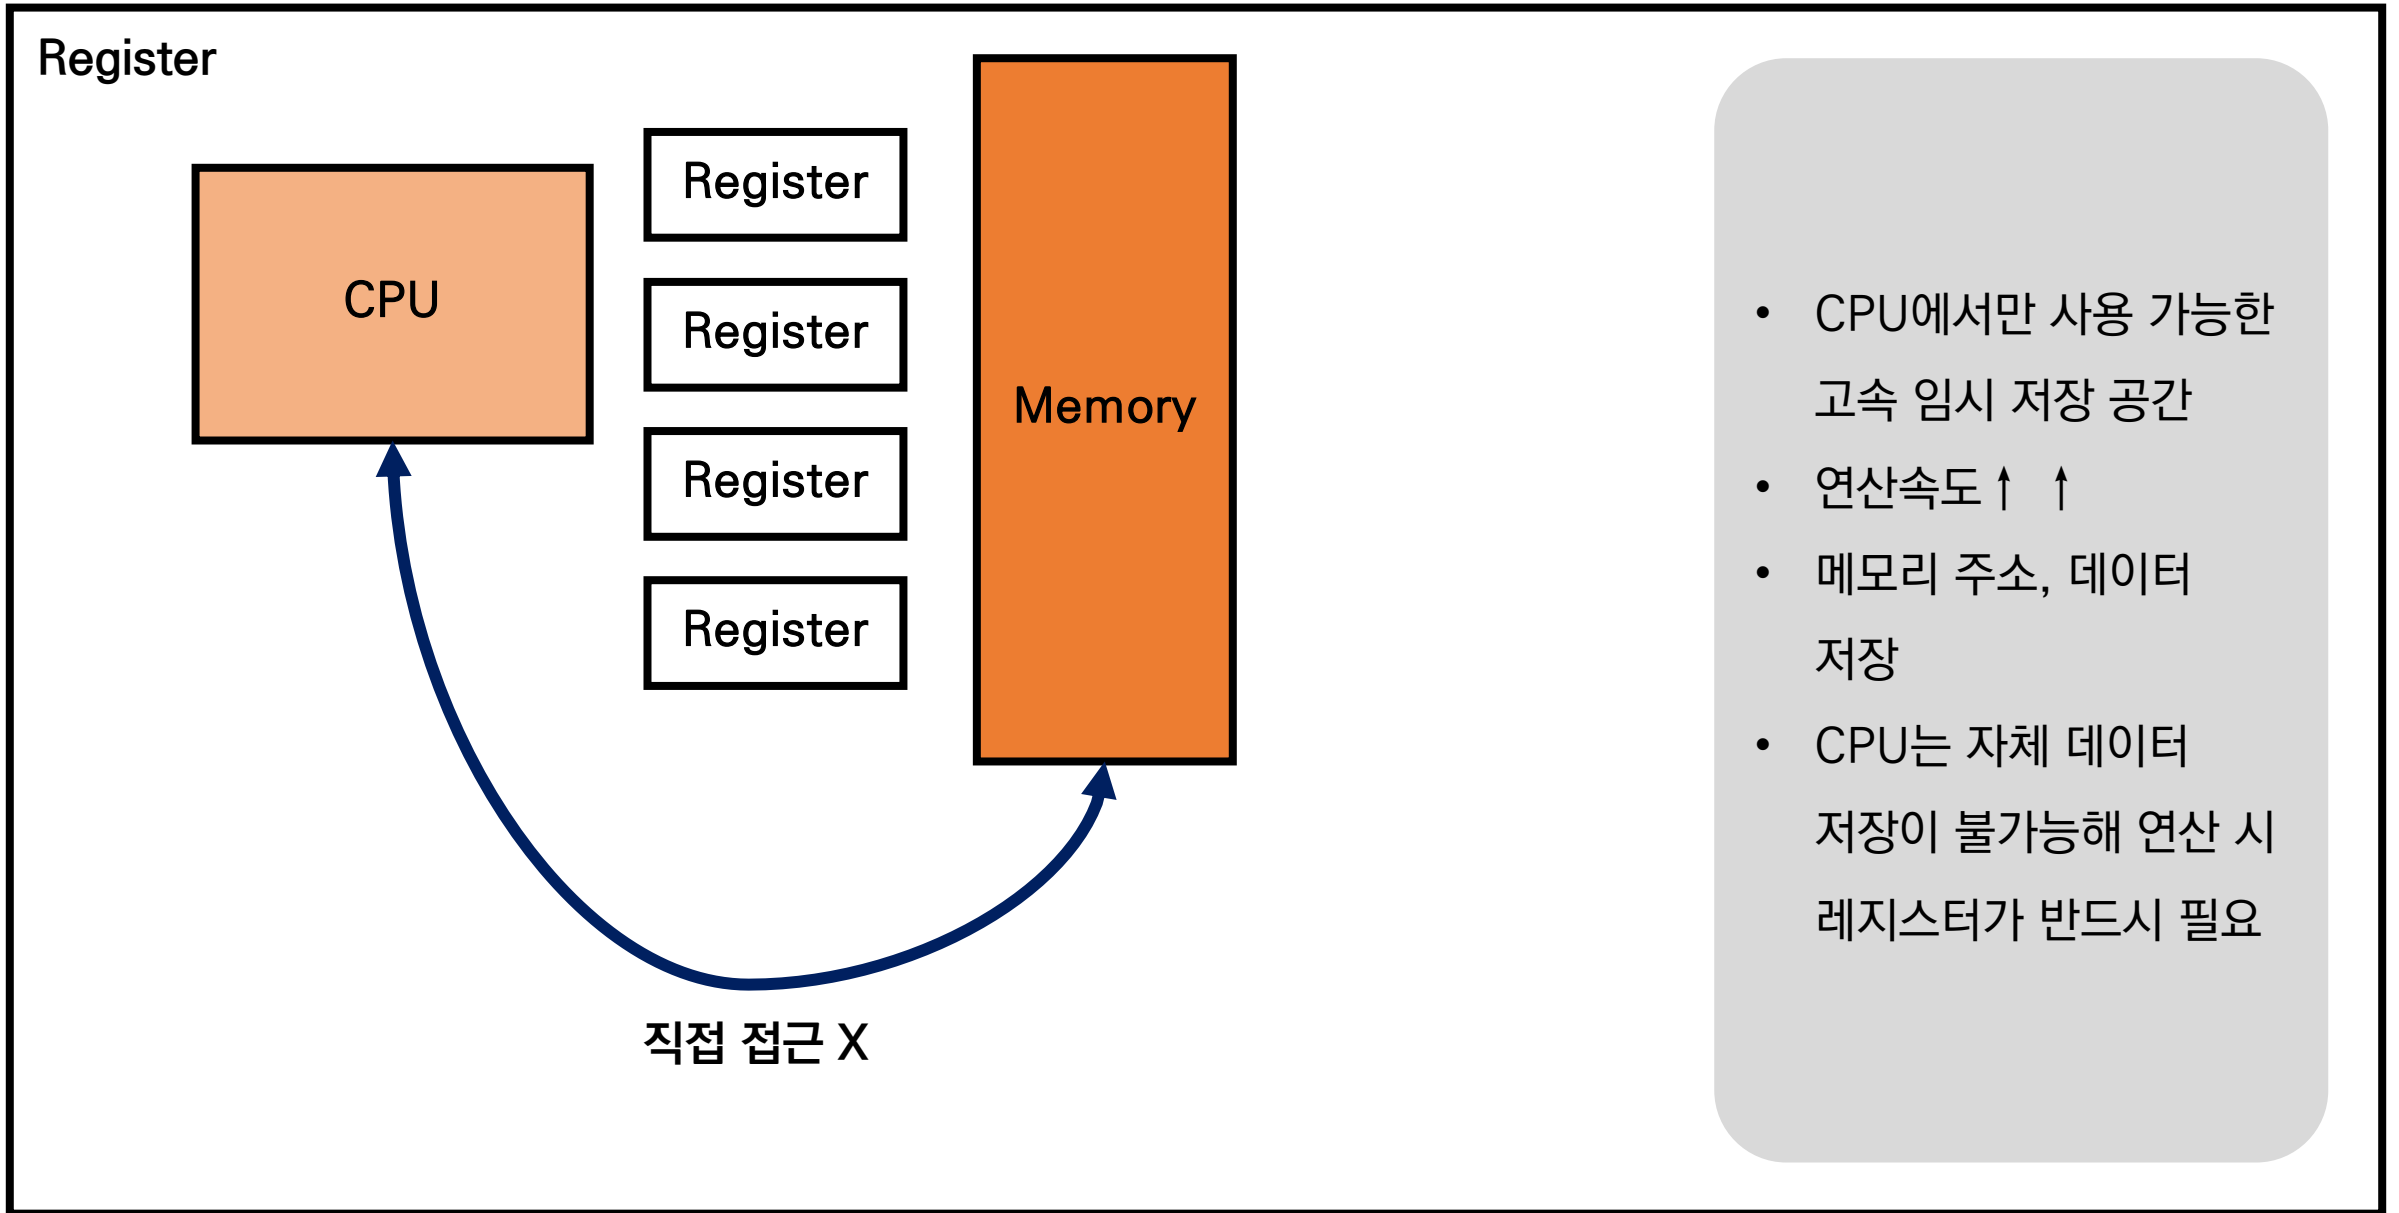 Register
CPU
Register
Register
Register
Register
Memory
직접 접근 X
• CPU에서만 사용 가능한
고속 임시 저장 공간
• 연산속도↑ ↑
• 메모리 주소, 데이터
저장
• CPU는 자체 데이터
저장이 불가능해 연산 시
레지스터가 반드시 필요